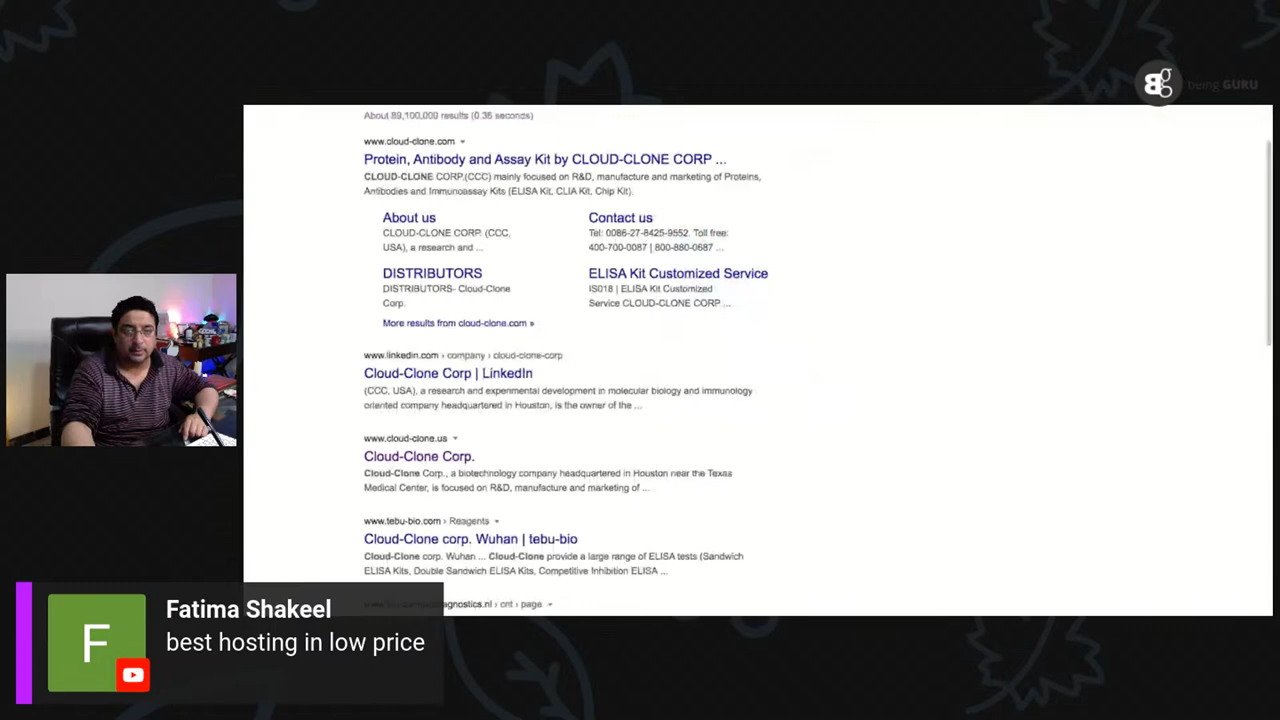 being GURU
About 89,100,000 results (0.36 seconds)
www.cloud-clone.com
Protein, Antibody and Assay Kit by CLOUD-CLONE CORP ...
CLOUD-CLONE CORP.(CCC) mainly focused on R&D, manufacture and marketing of Proteins,
Antibodies and Immunoassay Kits (ELISA Kit, CLIA Kit, Chip Kit).
About us
CLOUD-CLONE CORP. (CCC,
USA), a research and ...
Contact us
Tel: 0086-27-8425-9552. Toll free:
400-700-0087 | 800-880-0687 ...
DISTRIBUTORS
DISTRIBUTORS- Cloud-Clone
Corp.
ELISA Kit Customized Service
IS018 | ELISA Kit Customized
Service CLOUD-CLONE CORP ...
More results from cloud-clone.com »
www.linkedin.com › company › cloud-clone-corp
Cloud-Clone Corp | LinkedIn
(CCC, USA), a research and experimental development in molecular biology and immunology
oriented company headquartered in Houston, is the owner of the ...
www.cloud-clone.us
Cloud-Clone Corp.
Cloud-Clone Corp., a biotechnology company headquartered in Houston near the Texas
Medical Center, is focused on R&D, manufacture and marketing of ...
www.tebu-bio.com › Reagents
Cloud-Clone corp. Wuhan | tebu-bio
Cloud-Clone corp. Wuhan ... Cloud-Clone provide a large range of ELISA tests (Sandwich
ELISA Kits, Double Sandwich ELISA Kits, Competitive Inhibition ELISA ...
agnostics.nl › cnt › page
F
Fatima Shakeel
best hosting in low price